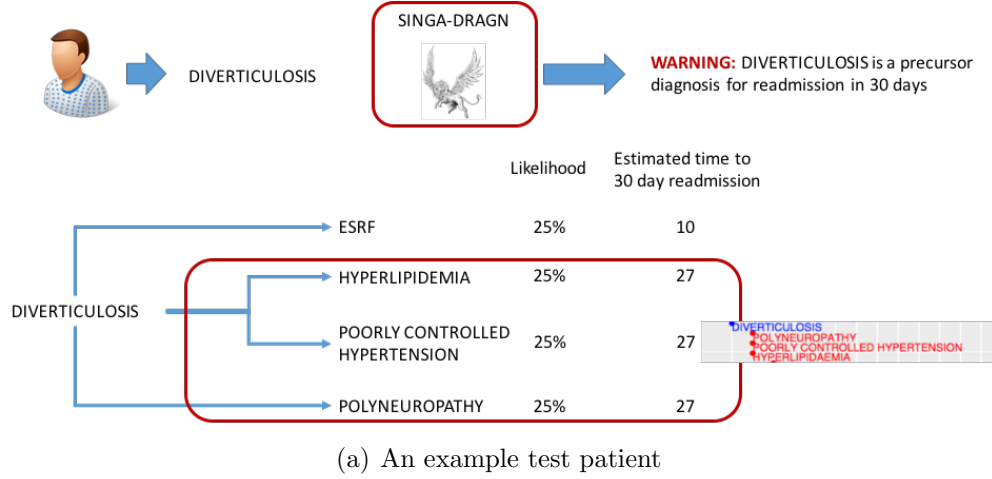 SINGA-DRAGN
DIVERTICULOSIS
WARNING: DIVERTICULOSIS is a precursor
diagnosis for readmission in 30 days
Likelihood
Estimated time to
30 day readmission
ESRF 25% 10
HYPERLIPIDEMIA 25% 27
DIVERTICULOSIS
POORLY CONTROLLED
HYPERTENSION
25% 27
DIVERTICULOSIS
POLYNEUROPATHY
POORLY CONTROLLED HYPERTENSION
HYPERLIPIDAEMIA
POLYNEUROPATHY 25% 27
(a) An example test patient